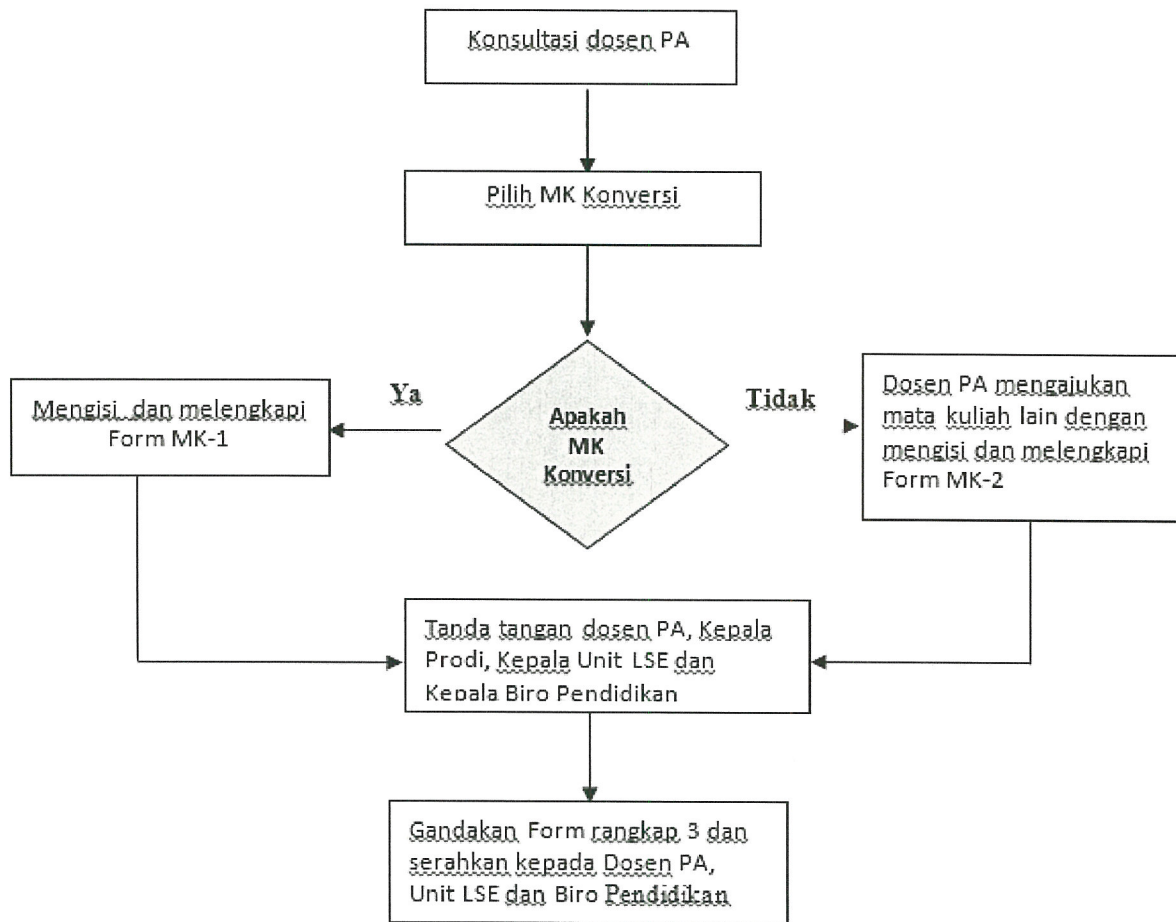 Konsultasi dosen PA
Pilih MK Konversi
Ya
Tidak
Apakah
MK
Konversi
Mengisi dan melengkapi
Form MK-1
Dosen PA mengajukan
mata kuliah lain dengan
mengisi dan melengkapi
Form MK-2
Tanda tangan dosen PA, Kepala
Prodi, Kepala Unit LSE dan
Kepala Biro Pendidikan
Gandakan Form rangkap 3 dan
serahkan kepada Dosen PA,
Unit LSE dan Biro Pendidikan